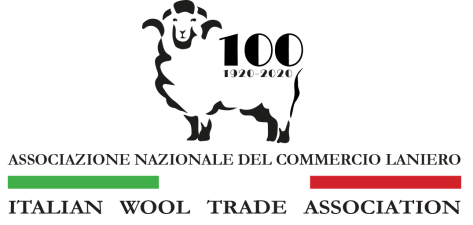 100
1920-2020
ASSOCIAZIONE NAZIONALE DEL COMMERCIO LANIERO
ITALIAN WOOL TRADE ASSOCIATION